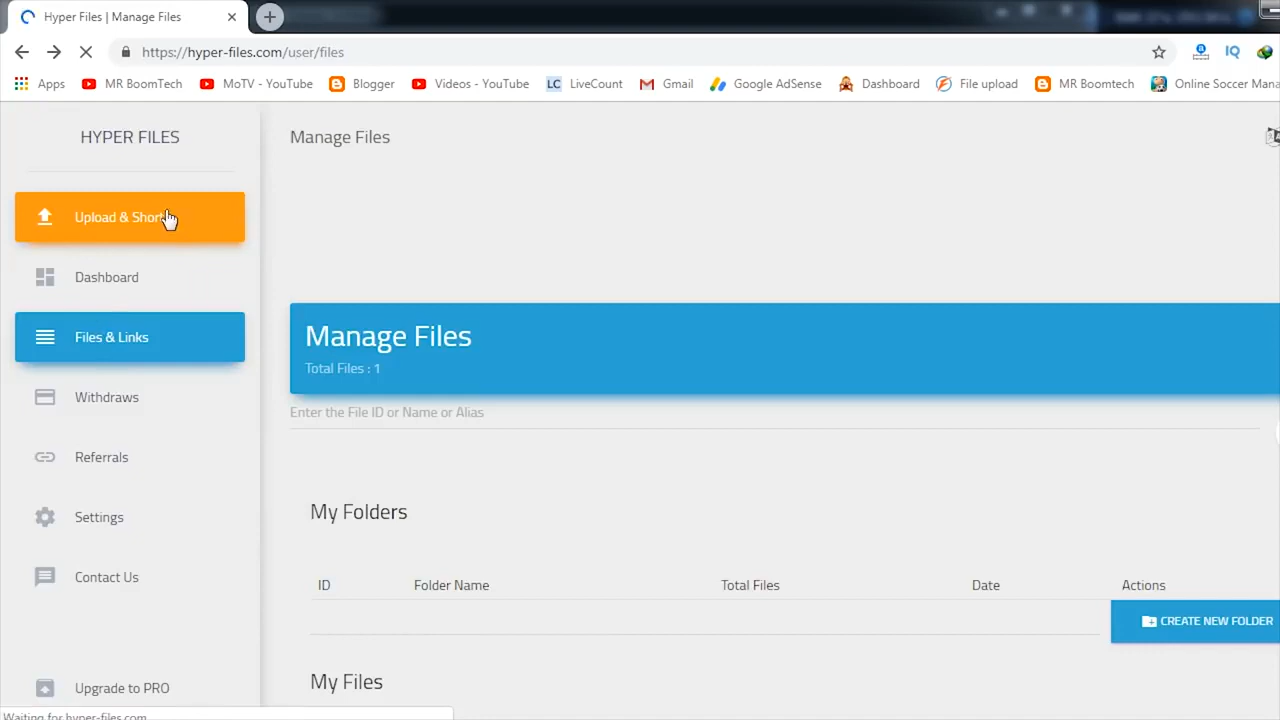 Hyper Files | Manage Files
https://hyper-files.com/user/files
Apps MR BoomTech MoTV - YouTube Blogger Videos - YouTube LC LiveCount Gmail Google AdSense Dashboard File upload MR Boomtech Online Soccer Mana
HYPER FILES
Manage Files
Upload & Short
Dashboard
Files & Links
Withdraws
Referrals
Settings
Contact Us
Upgrade to PRO
Manage Files
Total Files : 1
Enter the File ID or Name or Alias
My Folders
ID Folder Name Total Files Date Actions
CREATE NEW FOLDER
My Files
Waiting for hyper-files.com